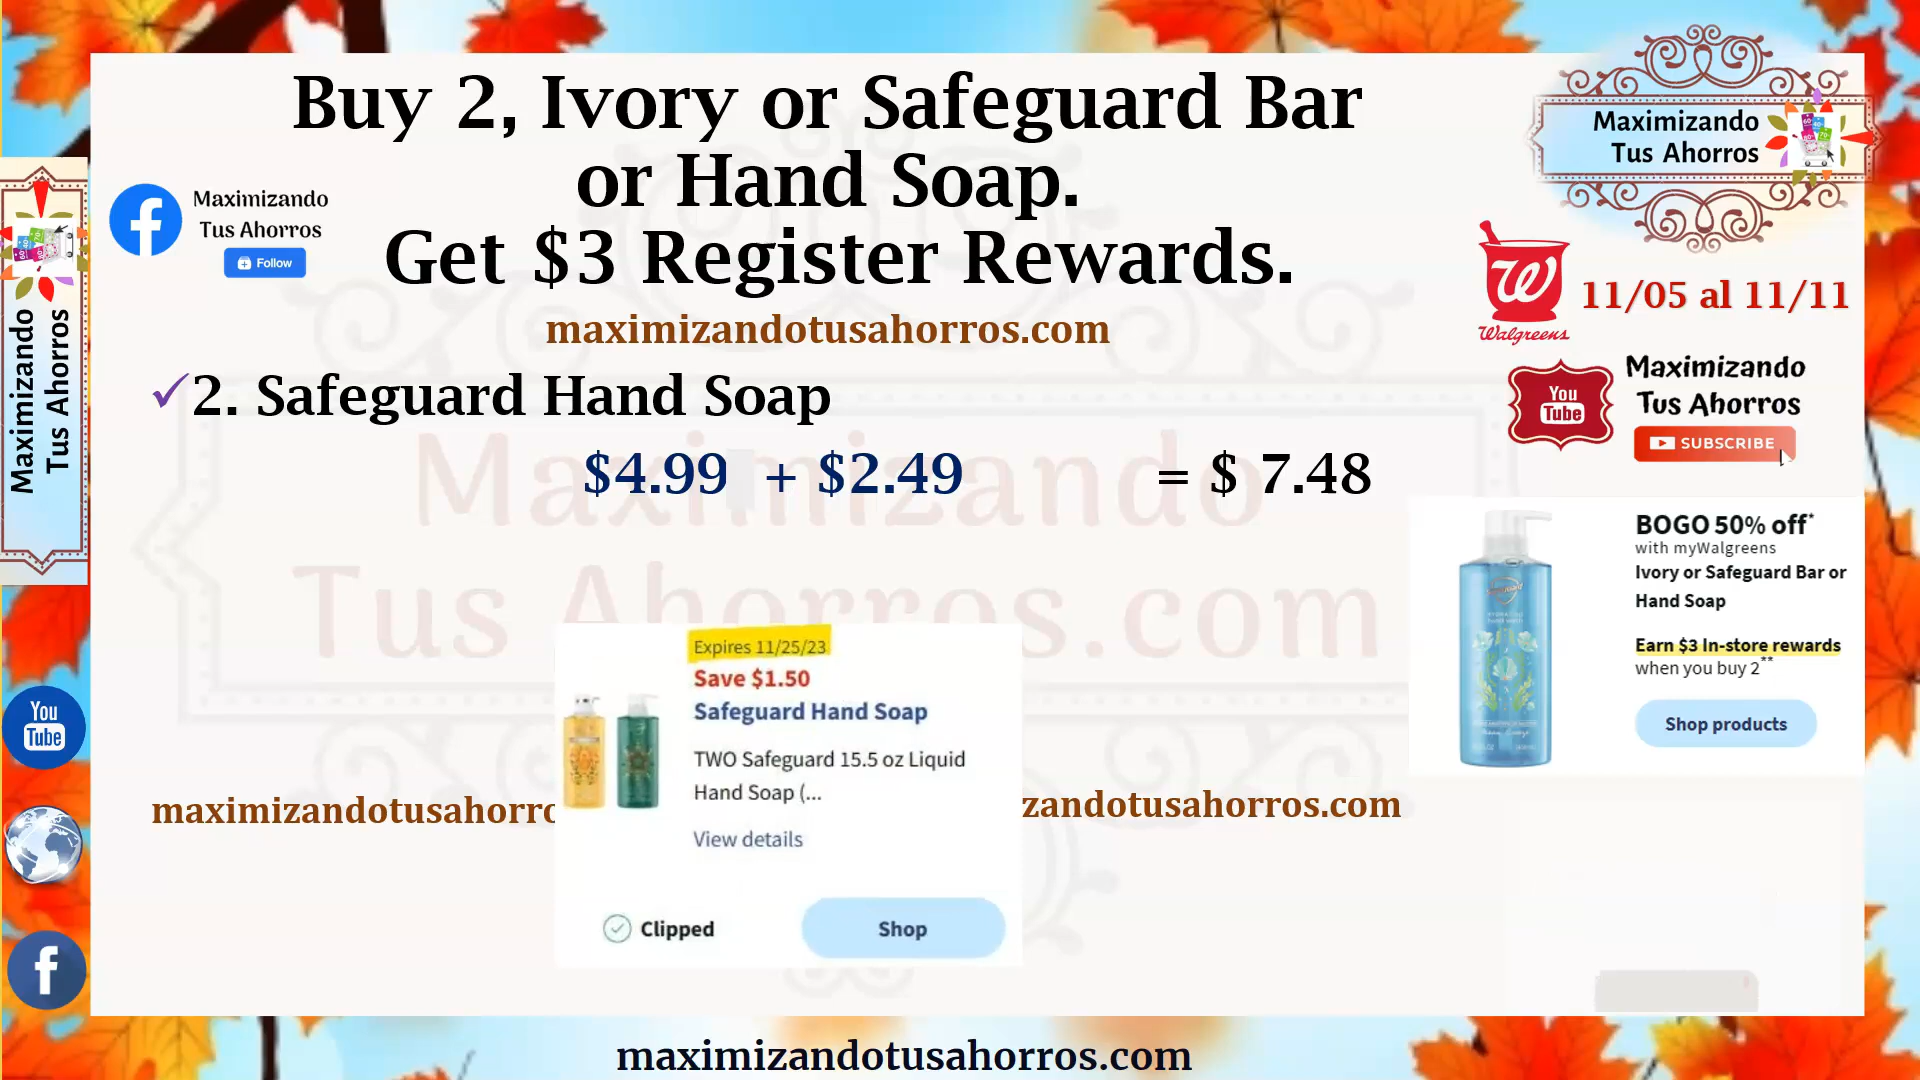 Buy 2, Ivory or Safeguard Bar
or Hand Soap.
Get $3 Register Rewards.
maximizandotusahorros.com
Maximizando
Tus Ahorros
Follow
Maximizando
Tus Ahorros
Maximizando
Tus Ahorros
W
Walgreens
11/05 al 11/11
You
Tube
Maximizando
Tus Ahorros
SUBSCRIBE
✓2. Safeguard Hand Soap
$4.99 + $2.49 = $ 7.48
Maximizando
Tus Ahorros.com
BOGO 50% off*
with myWalgreens
Ivory or Safeguard Bar or
Hand Soap
Earn $3 In-store rewards
when you buy 2**
Shop products
Expires 11/25/23
Save $1.50
Safeguard Hand Soap
TWO Safeguard 15.5 oz Liquid
Hand Soap (...
View details
Clipped
Shop
You
Tube
maximizandotusahorro
zandotusahorros.com
maximizandotusahorros.com